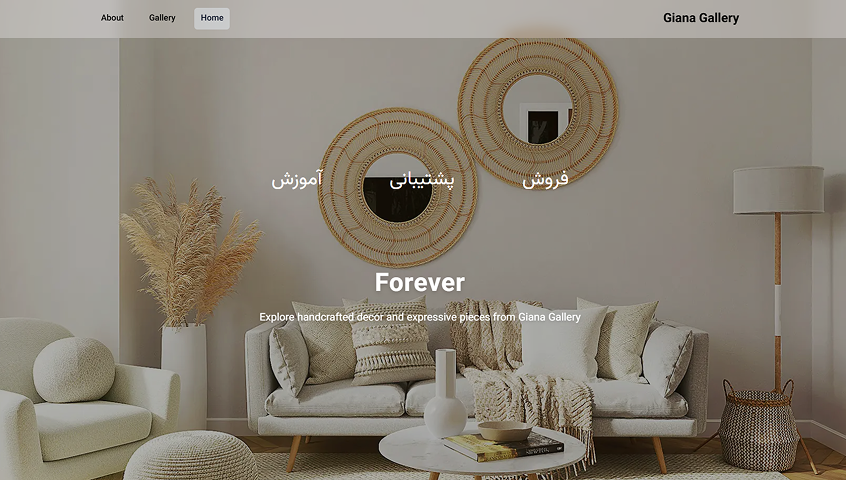 About Gallery Home Giana Gallery
فروش پشتیبانی آموزش
Forever
Explore handcrafted decor and expressive pieces from Giana Gallery